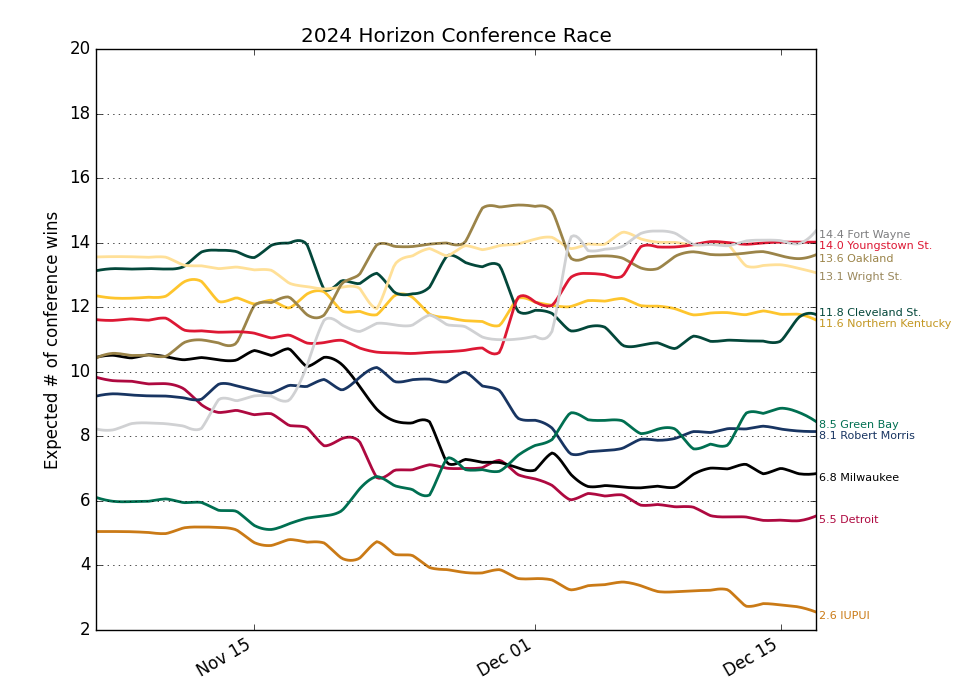 2024 Horizon Conference Race
Expected # of conference wins
20
18
16
14
12
10
8
6
4
2
14.4 Fort Wayne
14.0 Youngstown St.
13.6 Oakland
13.1 Wright St.
11.8 Cleveland St.
11.6 Northern Kentucky
8.5 Green Bay
8.1 Robert Morris
6.8 Milwaukee
5.5 Detroit
2.6 IUPUI
Nov 15
Dec 01
Dec 15